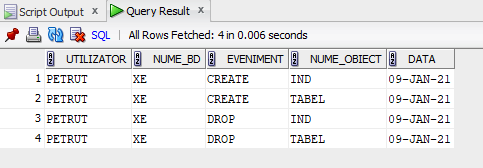 Script Output Query Result
SQL All Rows Fetched: 4 in 0.006 seconds
UTILIZATOR NUME_BD EVENIMENT NUME_OBIECT DATA
1 PETRUT XE CREATE IND 09-JAN-21
2 PETRUT XE CREATE TABEL 09-JAN-21
3 PETRUT XE DROP IND 09-JAN-21
4 PETRUT XE DROP TABEL 09-JAN-21